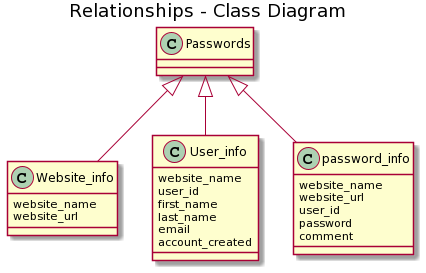 Relationships - Class Diagram
C Passwords
C Website_info
website_name
website_url
C User_info
website_name
user_id
first_name
last_name
email
account_created
C password_info
website_name
website_url
user_id
password
comment